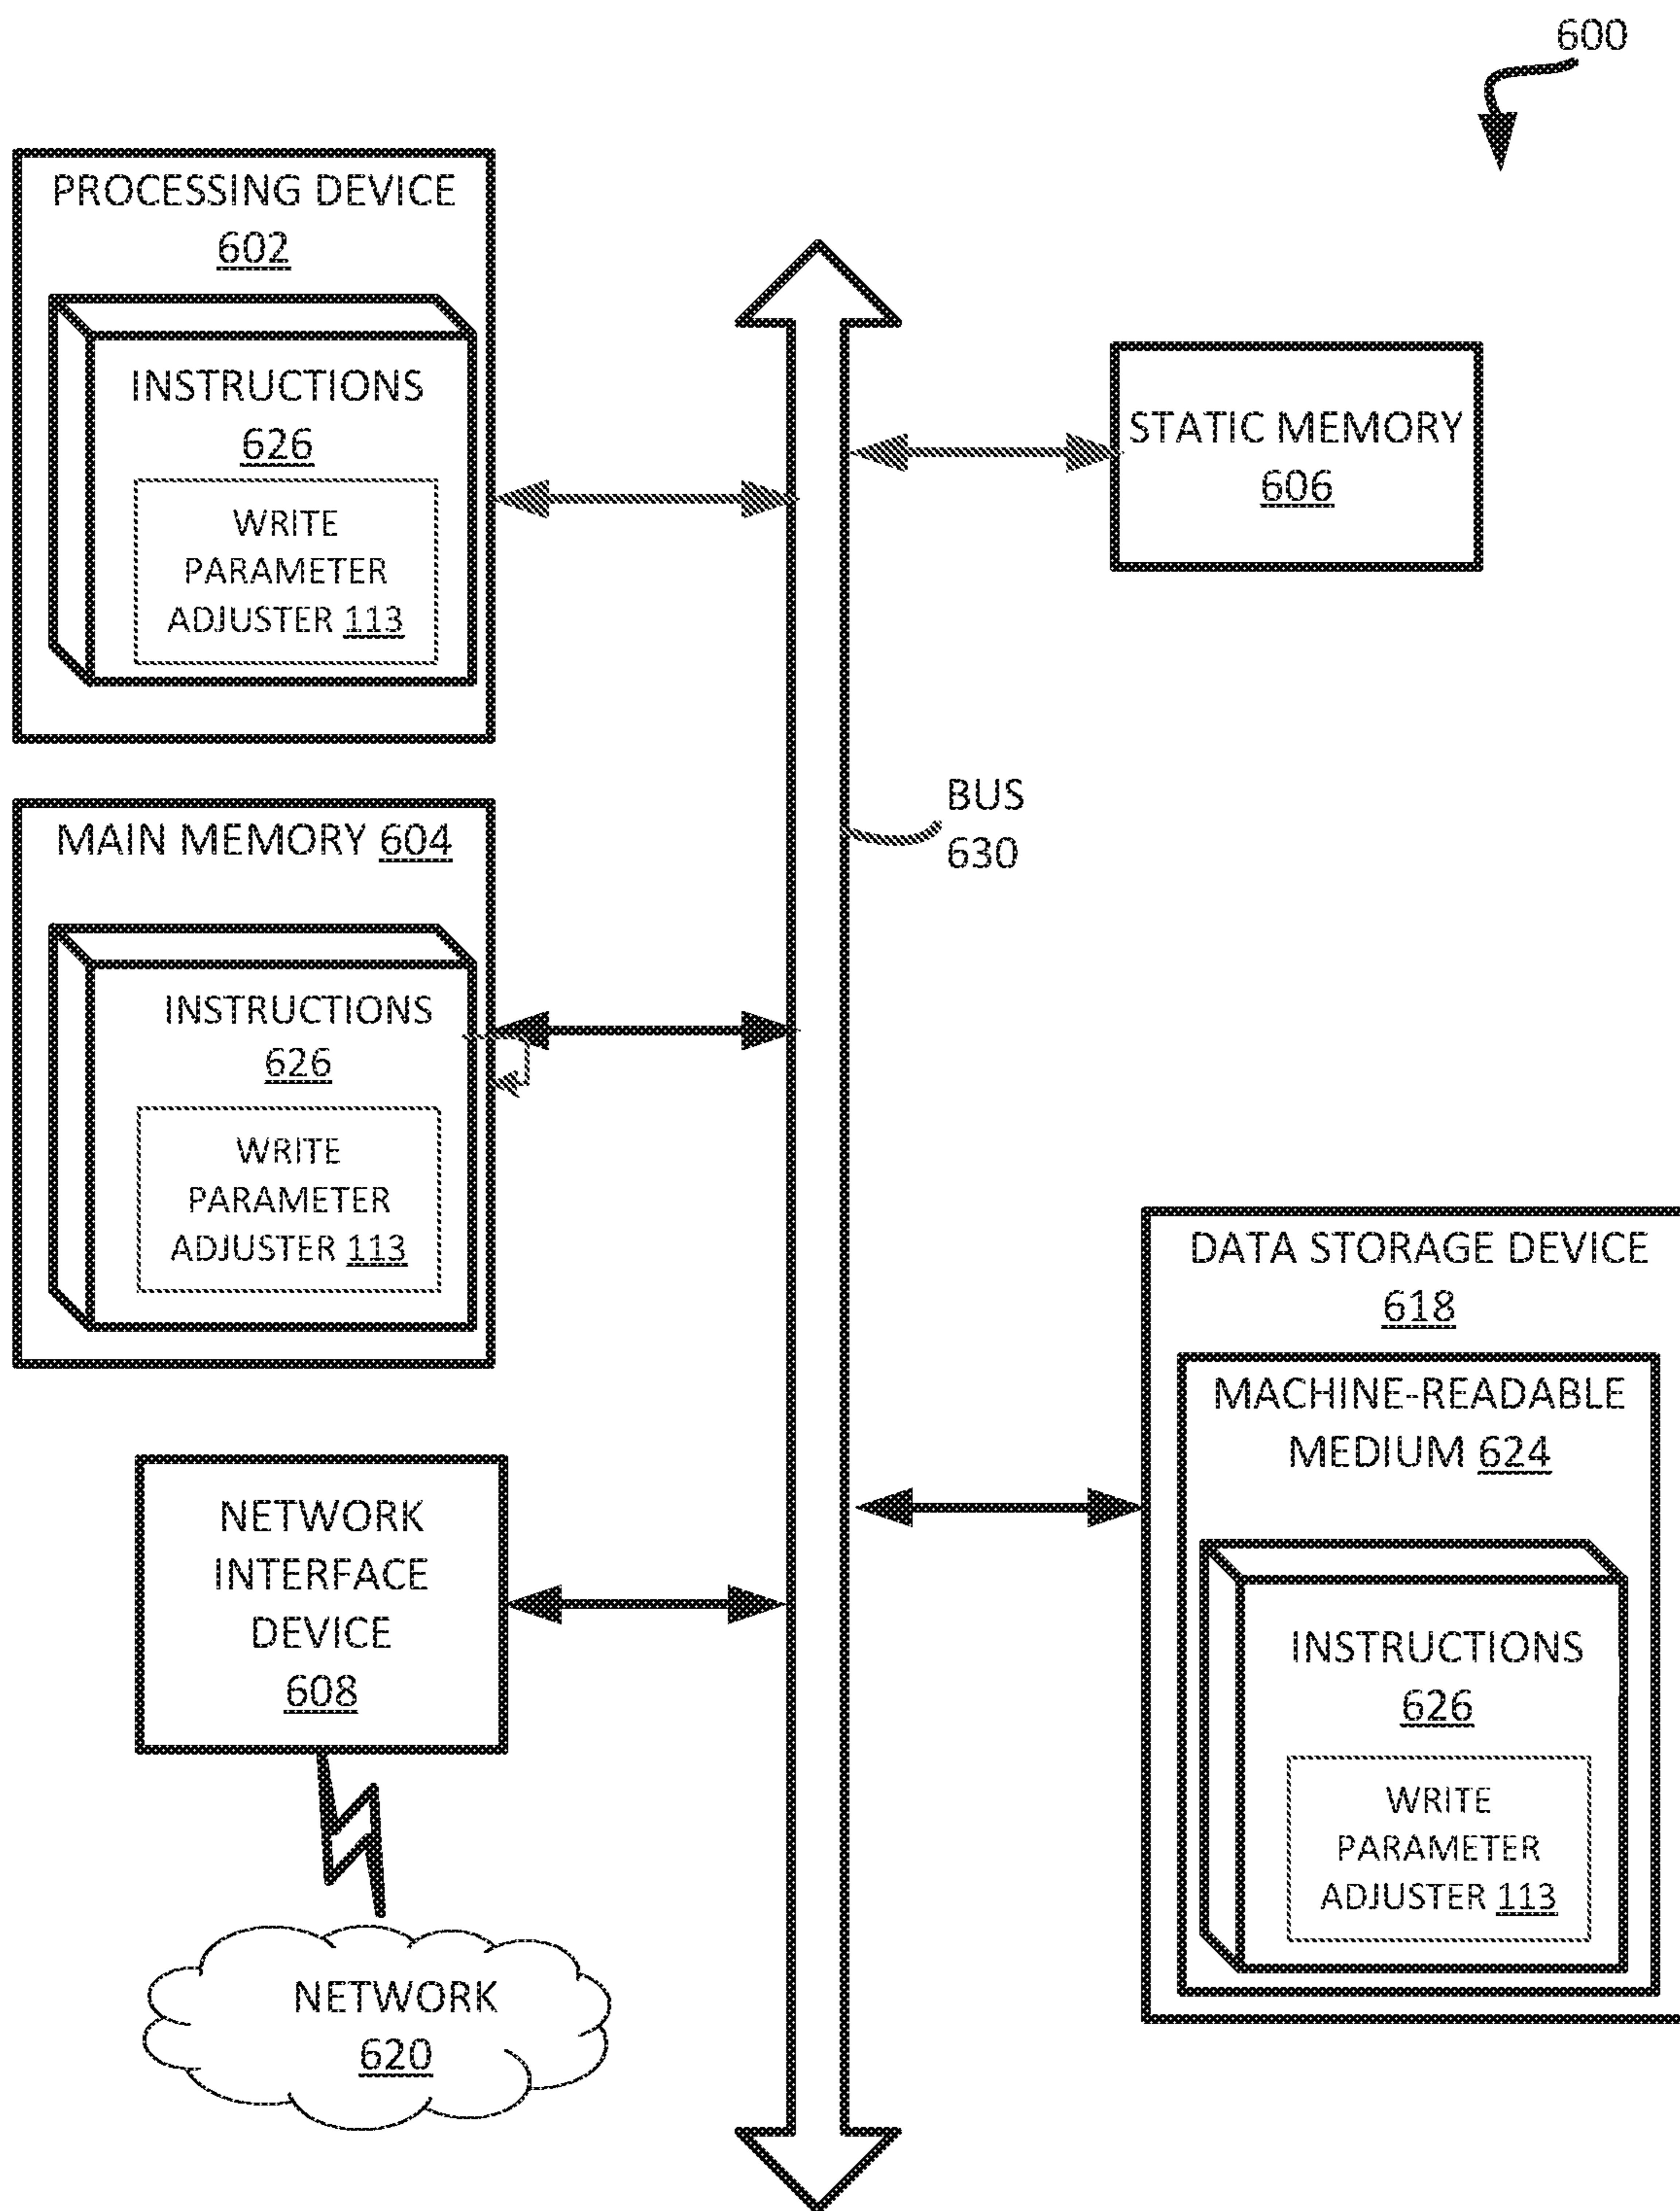 600
PROCESSING DEVICE
602
INSTRUCTIONS
626
WRITE
PARAMETER
ADJUSTER 113
STATIC MEMORY
606
BUS
630
MAIN MEMORY 604
INSTRUCTIONS
626
WRITE
PARAMETER
ADJUSTER 113
DATA STORAGE DEVICE
618
MACHINE-READABLE
MEDIUM 624
INSTRUCTIONS
626
WRITE
PARAMETER
ADJUSTER 113
NETWORK
INTERFACE
DEVICE
608
NETWORK
620